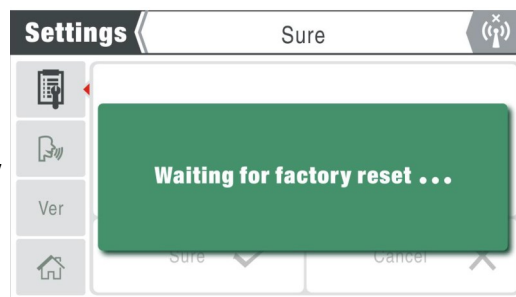 Settings
Sure
Waiting for factory reset ...
Ver
Sure
Cancel